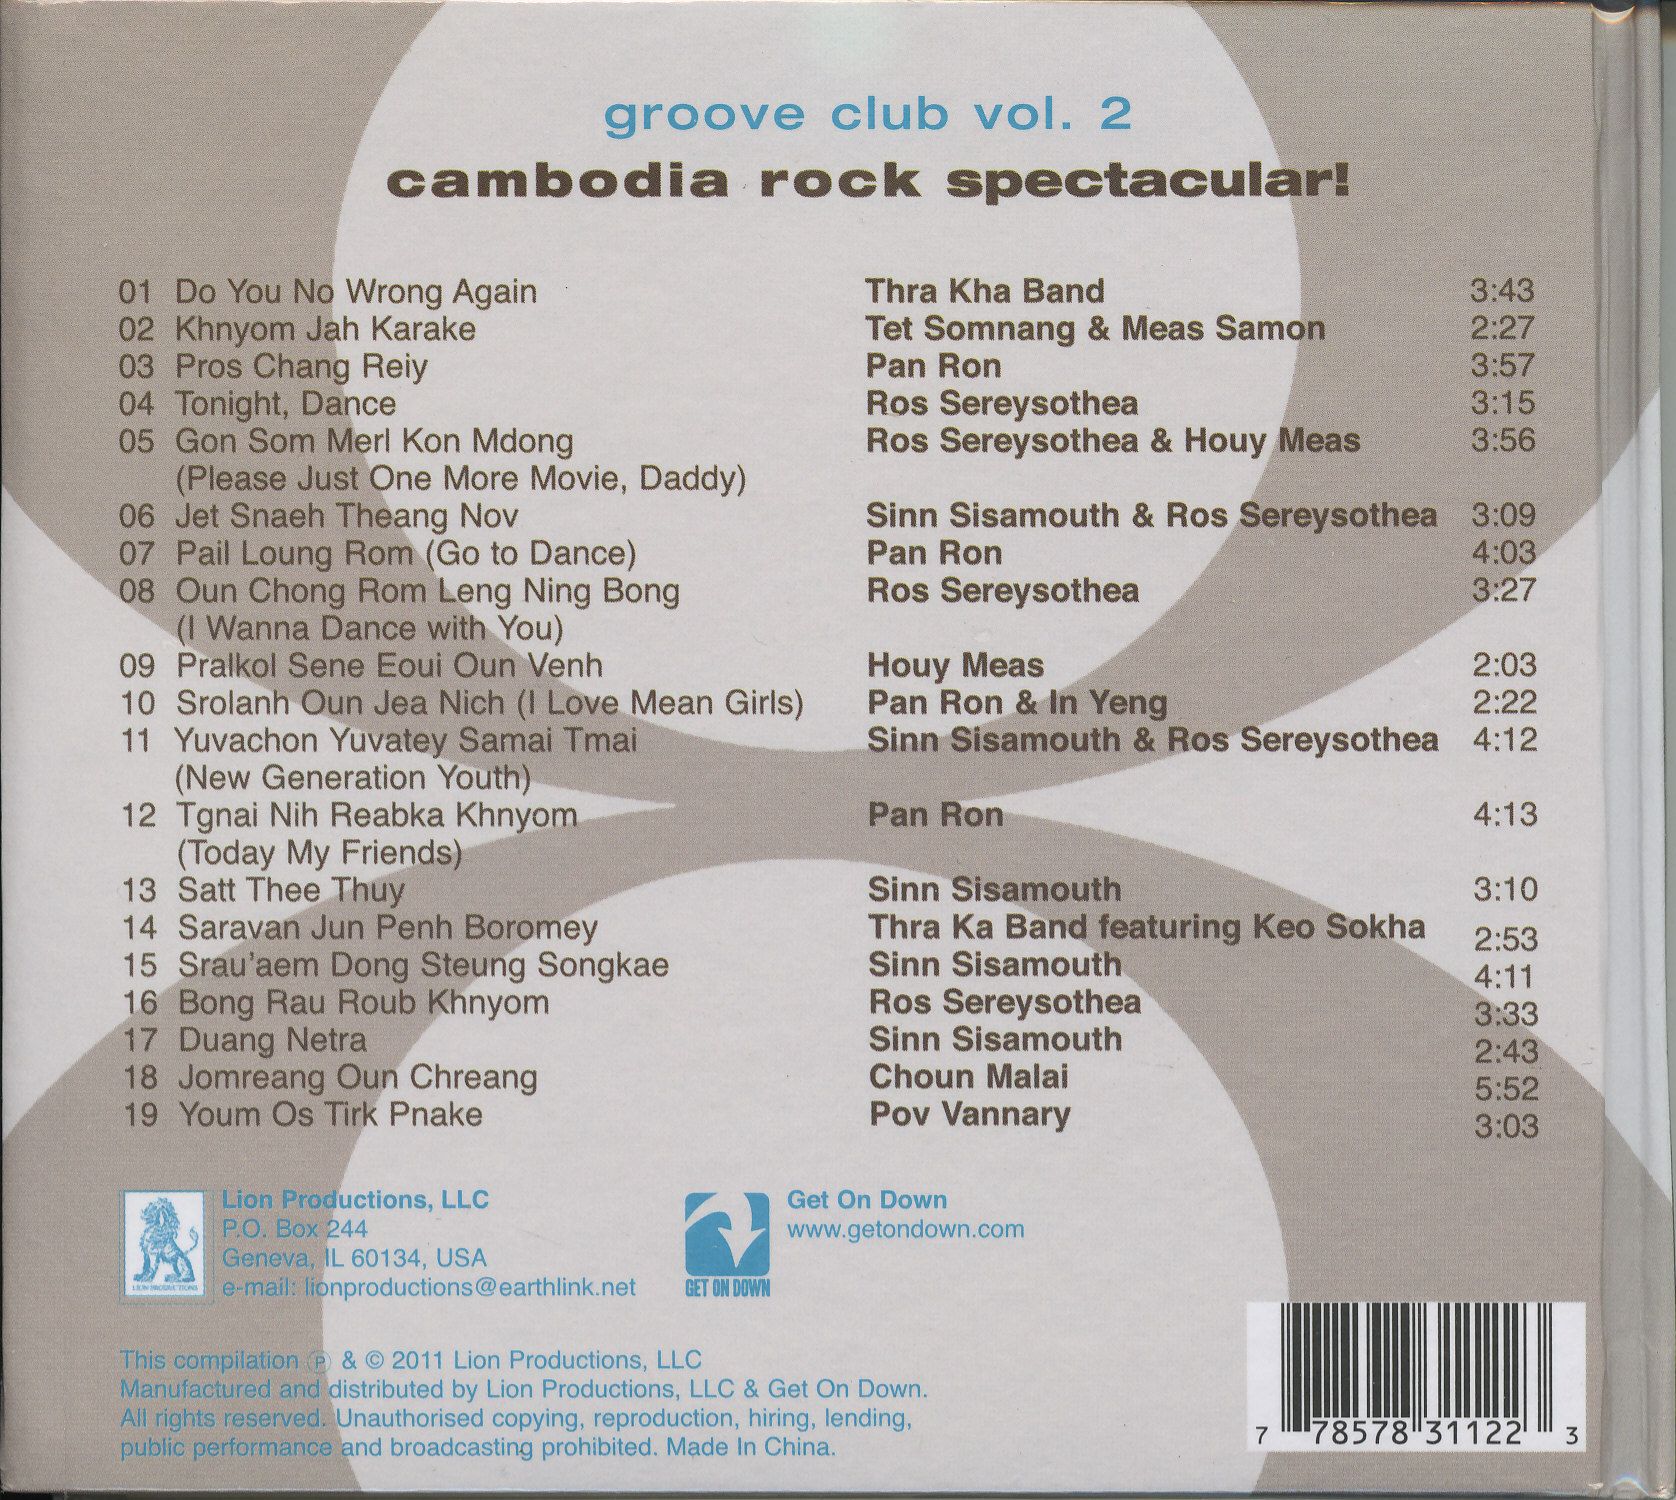 groove club vol. 2
cambodia rock spectacular!
01 Do You No Wrong Again Thra Kha Band 3:43
02 Khnyom Jah Karake Tet Somnang & Meas Samon 2:27
03 Pros Chang Reiy Pan Ron 3:57
04 Tonight, Dance Ros Sereysothea 3:15
05 Gon Som Merl Kon Mdong Ros Sereysothea & Houy Meas 3:56
(Please Just One More Movie, Daddy)
06 Jet Snaeh Theang Nov Sinn Sisamouth & Ros Sereysothea 3:09
07 Pail Loung Rom (Go to Dance) Pan Ron 4:03
08 Oun Chong Rom Leng Ning Bong Ros Sereysothea 3:27
(I Wanna Dance with You)
09 Pralkol Sene Eoui Oun Venh Houy Meas 2:03
10 Srolanh Oun Jea Nich (I Love Mean Girls) Pan Ron & In Yeng 2:22
11 Yuvachon Yuvatey Samai Tmai Sinn Sisamouth & Ros Sereysothea 4:12
(New Generation Youth)
12 Tgnai Nih Reabka Khnyom Pan Ron 4:13
(Today My Friends)
13 Satt Thee Thuy Sinn Sisamouth 3:10
14 Saravan Jun Penh Boromey Thra Ka Band featuring Keo Sokha 2:53
15 Srau'aem Dong Steung Songkae Sinn Sisamouth 4:11
16 Bong Rau Roub Khnyom Ros Sereysothea 3:33
17 Duang Netra Sinn Sisamouth 2:43
18 Jomreang Oun Chreang Choun Malai 5:52
19 Youm Os Tirk Pnake Pov Vannary 3:03
Lion Productions, LLC
P.O. Box 244
Geneva, IL 60134, USA
e-mail: lionproductions@earthlink.net
LION PRODUCTIONS
Get On Down
www.getondown.com
GET ON DOWN
This compilation ℗ & © 2011 Lion Productions, LLC
Manufactured and distributed by Lion Productions, LLC & Get On Down.
All rights reserved. Unauthorised copying, reproduction, hiring, lending,
public performance and broadcasting prohibited. Made In China.
7 78578 31122 3